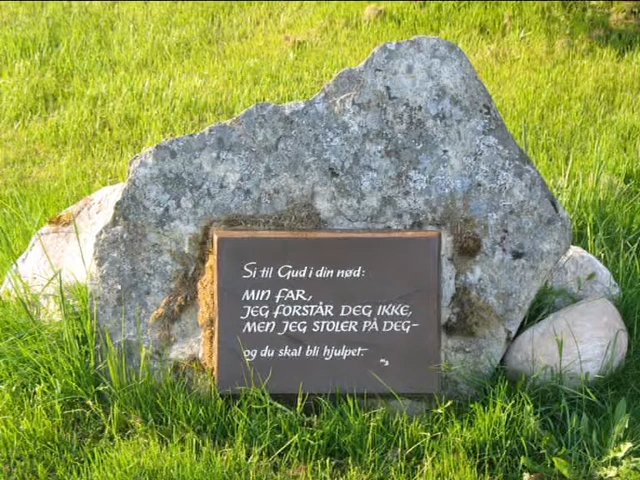 Si til Gud i din nød:
MIN FAR,
JEG FORSTÅR DEG IKKE,
MEN JEG STOLER PÅ DEG-
og du skal bli hjulpet.-